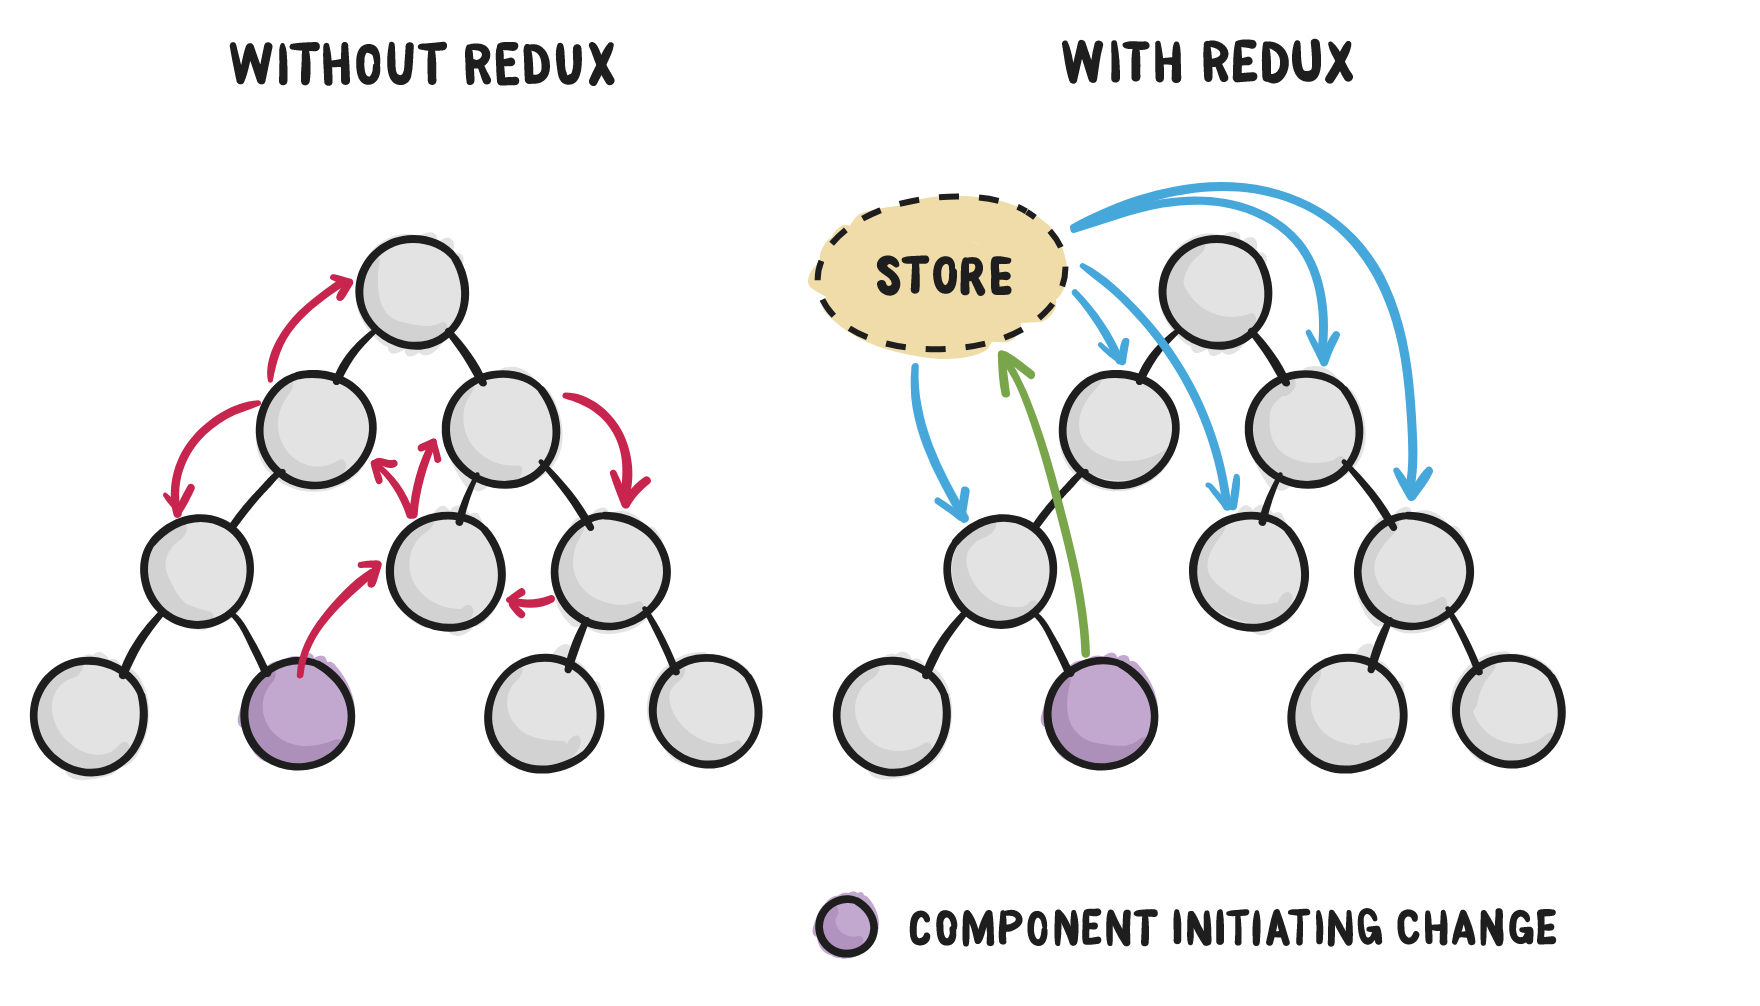 WITHOUT REDUX
WITH REDUX
STORE
COMPONENT INITIATING CHANGE